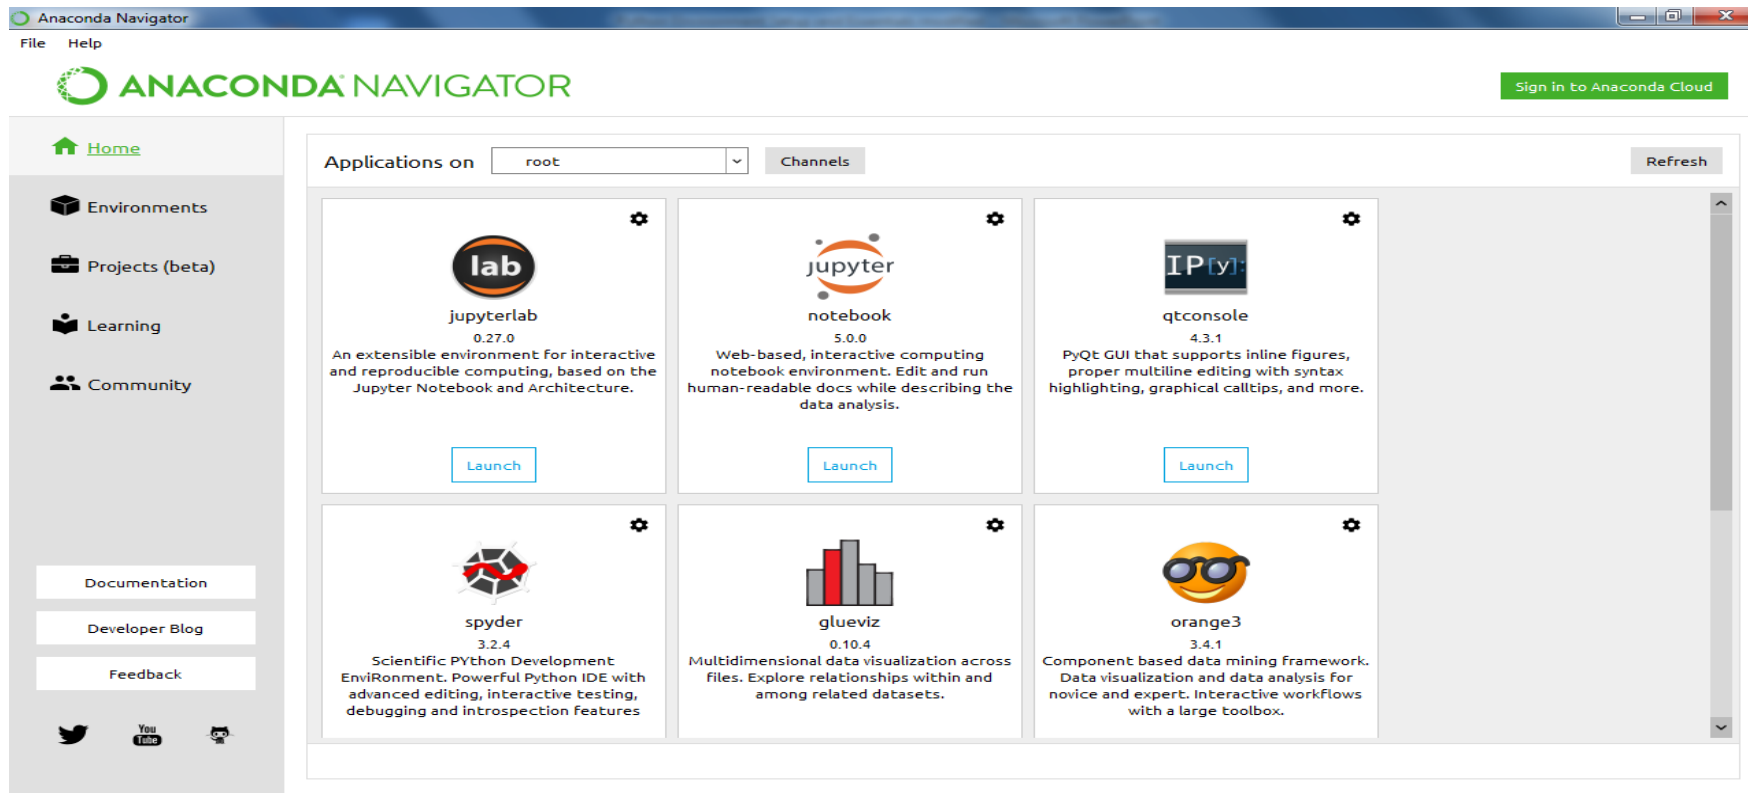 Anaconda Navigator
File Help
ANACONDA NAVIGATOR
Sign in to Anaconda Cloud
Home
Environments
Projects (beta)
Learning
Community
Documentation
Developer Blog
Feedback
You
Tube
Applications on root Channels Refresh
lab
jupyterlab
0.27.0
An extensible environment for interactive
and reproducible computing, based on the
Jupyter Notebook and Architecture.
Launch
jupyter
notebook
5.0.0
Web-based, interactive computing
notebook environment. Edit and run
human-readable docs while describing the
data analysis.
Launch
IP[y]:
qtconsole
4.3.1
PyQt GUI that supports inline figures,
proper multiline editing with syntax
highlighting, graphical calltips, and more.
Launch
spyder
3.2.4
Scientific PYthon Development
EnviRonment. Powerful Python IDE with
advanced editing, interactive testing,
debugging and introspection features
glueviz
0.10.4
Multidimensional data visualization across
files. Explore relationships within and
among related datasets.
orange3
3.4.1
Component based data mining framework.
Data visualization and data analysis for
novice and expert. Interactive workflows
with a large toolbox.